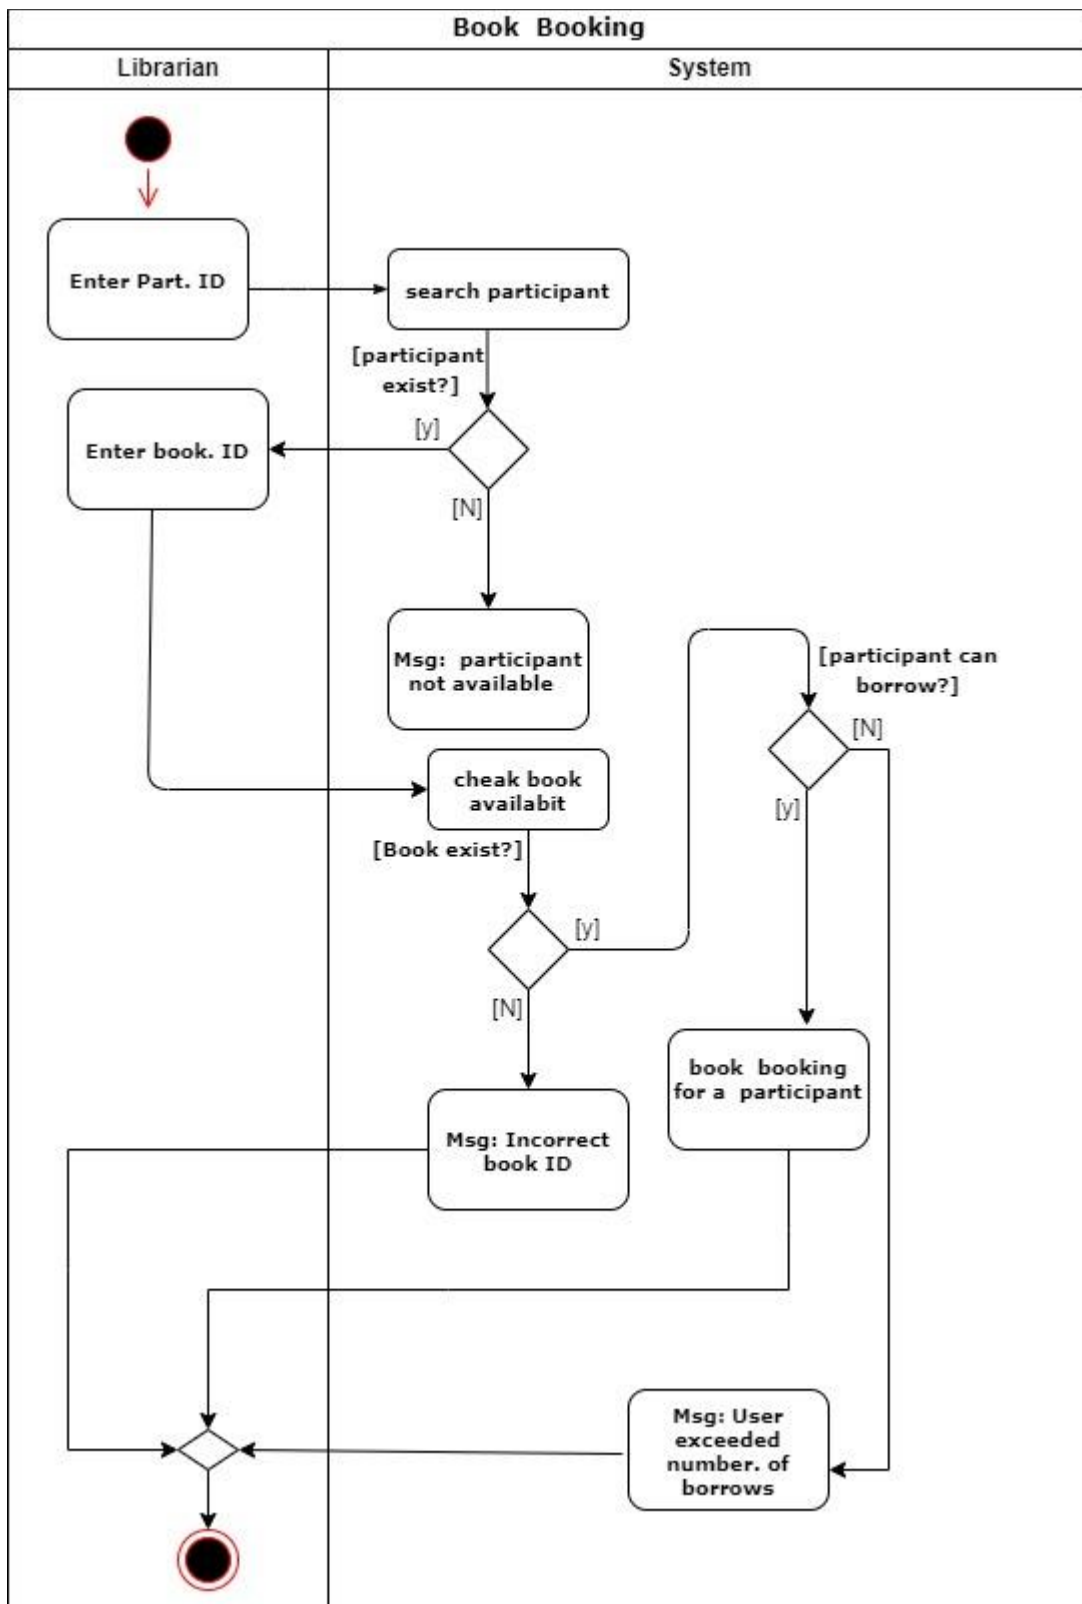 Book Booking
Librarian
System
Enter Part. ID
search participant
[participant
exist?]
[y]
Enter book. ID
[N]
Msg: participant
not available
[participant can
borrow?]
[N]
[y]
cheak book
availabit
[Book exist?]
[y]
[N]
book booking
for a participant
Msg: Incorrect
book ID
Msg: User
exceeded
number. of
borrows